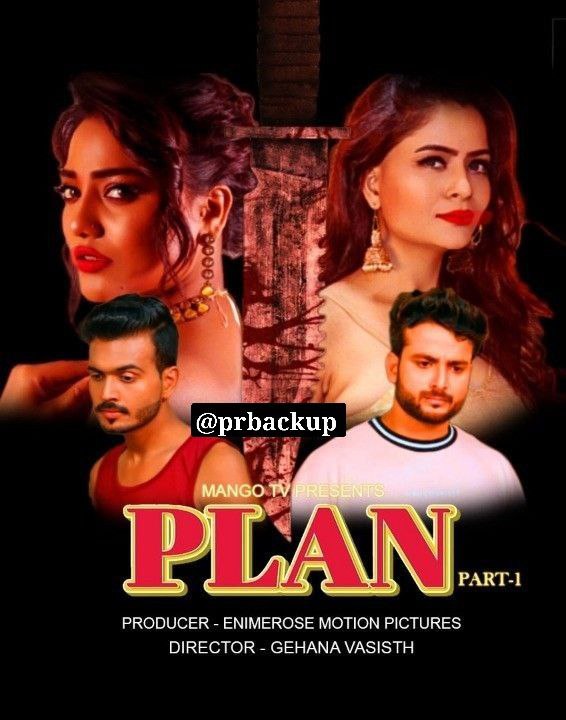 @prbackup
MANGO TV PRESENTS
PLAN
PART-1
PRODUCER - ENIMEROSE MOTION PICTURES
DIRECTOR - GEHANA VASISTH